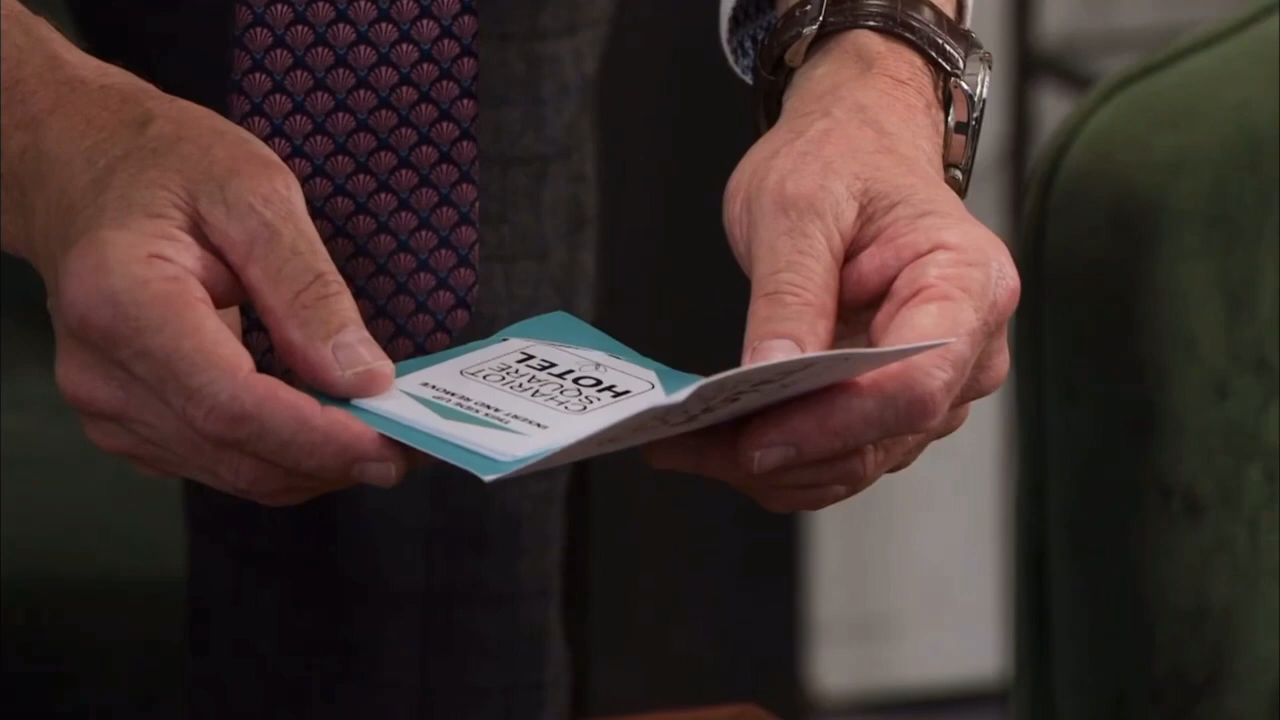 CHARIOT
SQUARE
HOTEL
THIS SIDE UP
INSERT AND REMOVE